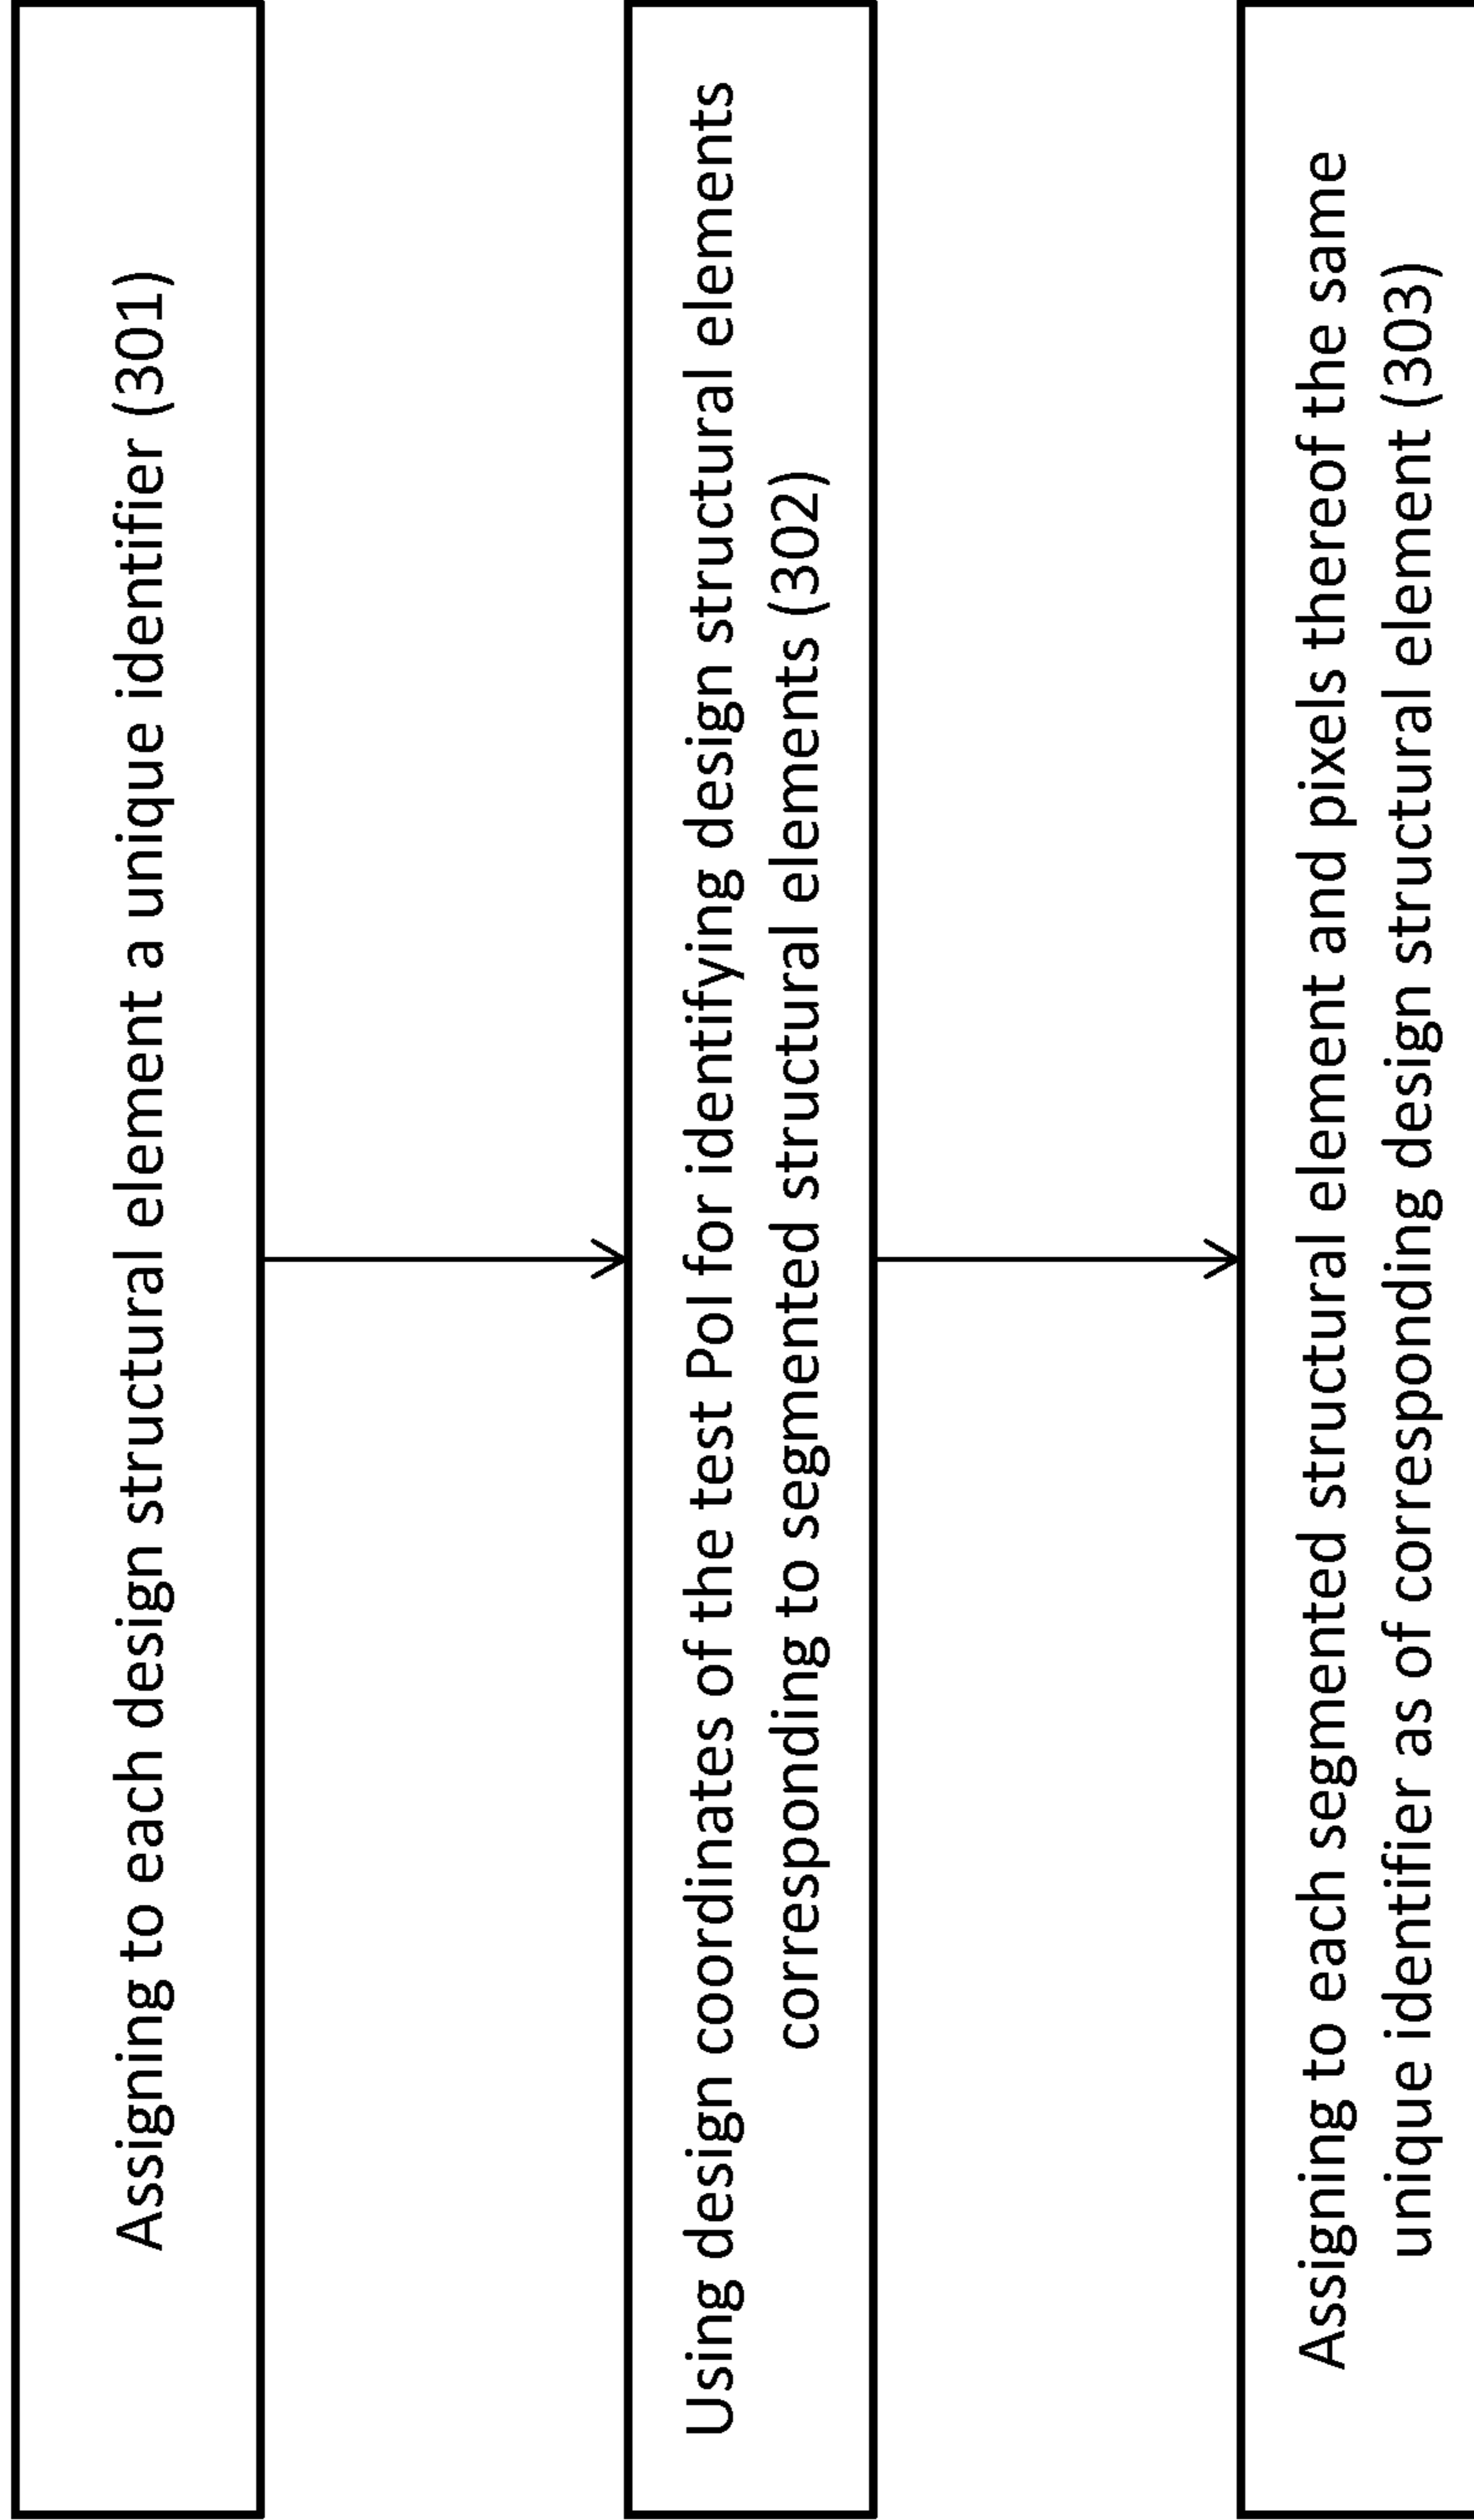 Assigning to each design structural element a unique identifier (301)
Using design coordinates of the test PoI for identifying design structural elements
corresponding to segmented structural elements (302)
Assigning to each segmented structural element and pixels thereof the same
unique identifier as of corresponding design structural element (303)